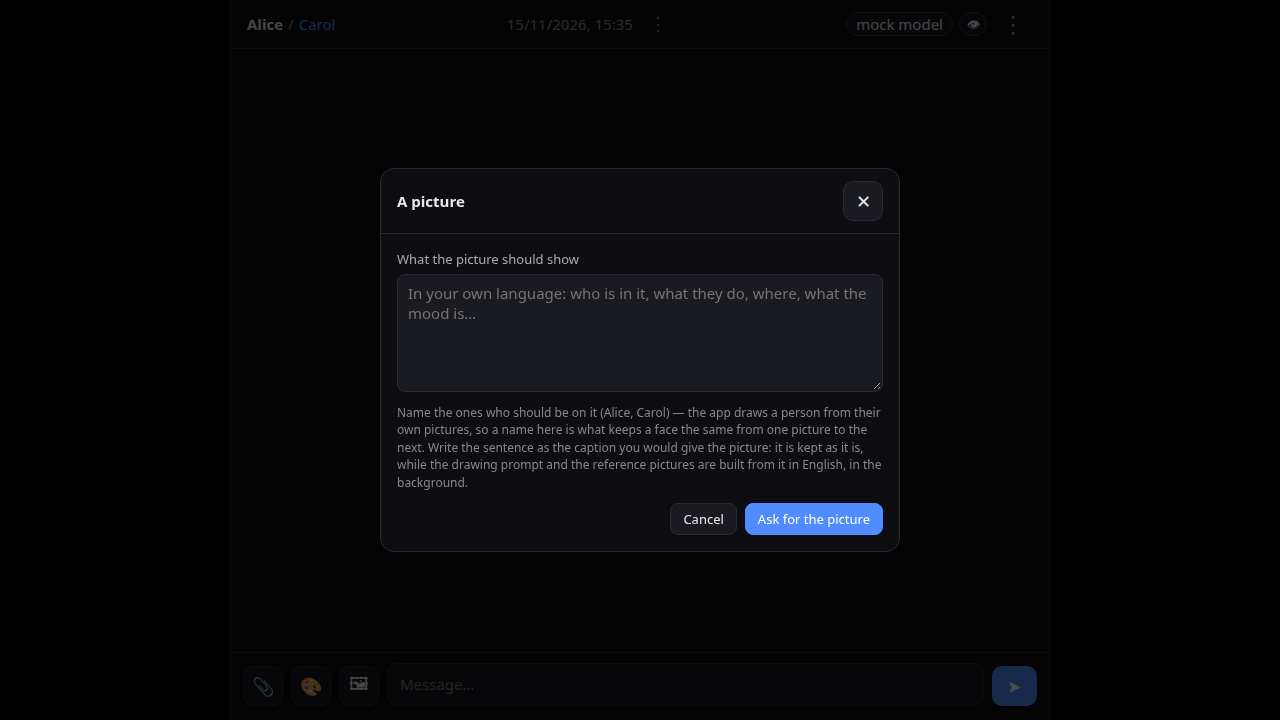 Alice / Carol
15/11/2026, 15:35
mock model
A picture
What the picture should show
In your own language: who is in it, what they do, where, what the
mood is...
Name the ones who should be on it (Alice, Carol) — the app draws a person from their
own pictures, so a name here is what keeps a face the same from one picture to the
next. Write the sentence as the caption you would give the picture: it is kept as it is,
while the drawing prompt and the reference pictures are built from it in English, in the
background.
Cancel
Ask for the picture
Message...